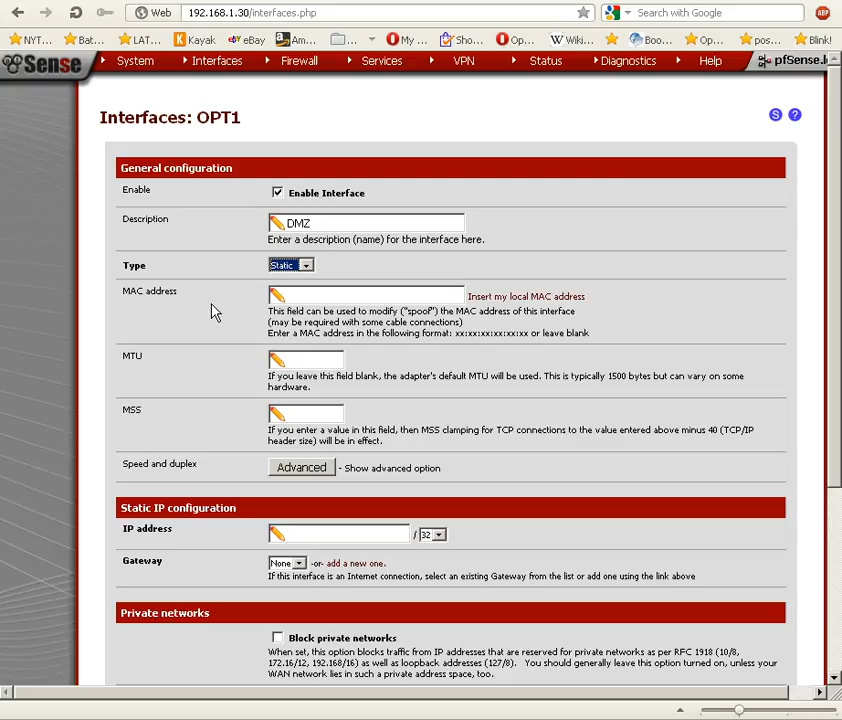 Web
192.168.1.30/interfaces.php
Search with Google
ABP
NYT...
Bat...
LAT...
Kayak
eBay
Am...
...
My ...
Sho...
Op...
Wiki...
Boo...
Op...
pos...
Blink!
Sense
System
Interfaces
Firewall
Services
VPN
Status
Diagnostics
Help
pfSense.l
Interfaces: OPT1
S ?
General configuration
Enable
Enable Interface
Description
DMZ
Enter a description (name) for the interface here.
Type
Static
MAC address
Insert my local MAC address
This field can be used to modify ("spoof") the MAC address of this interface
(may be required with some cable connections)
Enter a MAC address in the following format: xx:xx:xx:xx:xx:xx or leave blank
MTU
If you leave this field blank, the adapter's default MTU will be used. This is typically 1500 bytes but can vary on some
hardware.
MSS
If you enter a value in this field, then MSS clamping for TCP connections to the value entered above minus 40 (TCP/IP
header size) will be in effect.
Speed and duplex
Advanced - Show advanced option
Static IP configuration
IP address
/ 32
Gateway
None -or- add a new one.
If this interface is an Internet connection, select an existing Gateway from the list or add one using the link above
Private networks
Block private networks
When set, this option blocks traffic from IP addresses that are reserved for private networks as per RFC 1918 (10/8,
172.16/12, 192.168/16) as well as loopback addresses (127/8). You should generally leave this option turned on, unless your
WAN network lies in such a private address space, too.